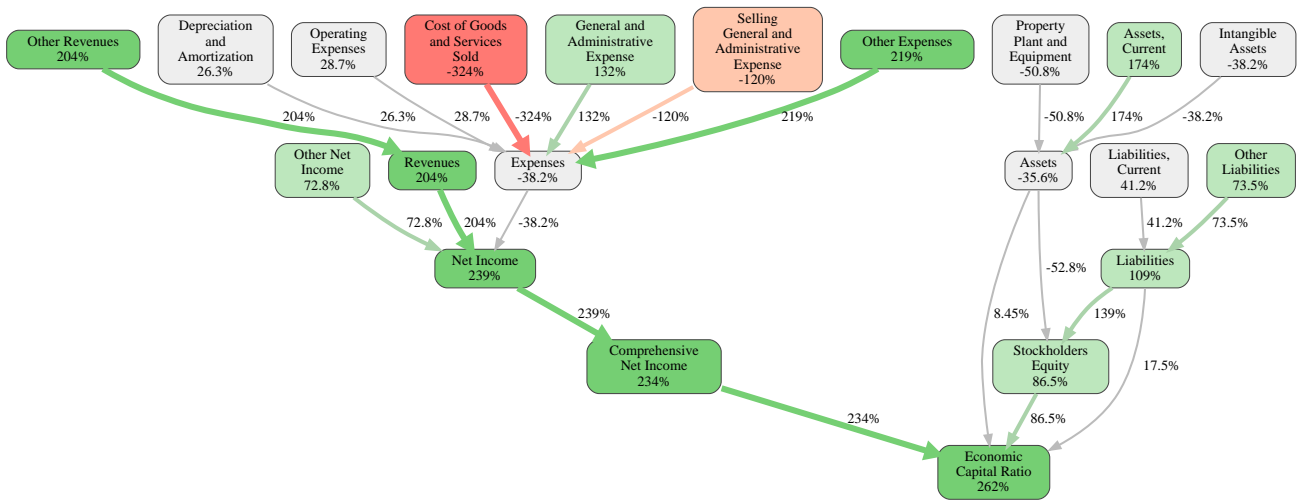 Other Revenues
204%
Depreciation
and
Amortization
26.3%
Operating
Expenses
28.7%
Cost of Goods
and Services
Sold
-324%
General and
Administrative
Expense
132%
Selling
General and
Administrative
Expense
-120%
Other Expenses
219%
Property
Plant and
Equipment
-50.8%
Assets,
Current
174%
Intangible
Assets
-38.2%
204%
26.3%
28.7%
-324%
132%
-120%
219%
-50.8%
174%
-38.2%
Other Net
Income
72.8%
Revenues
204%
Expenses
-38.2%
Assets
-35.6%
Liabilities,
Current
41.2%
Other
Liabilities
73.5%
72.8%
204%
-38.2%
41.2%
73.5%
Net Income
239%
-52.8%
Liabilities
109%
239%
8.45%
139%
Comprehensive
Net Income
234%
Stockholders
Equity
86.5%
17.5%
234%
86.5%
Economic
Capital Ratio
262%